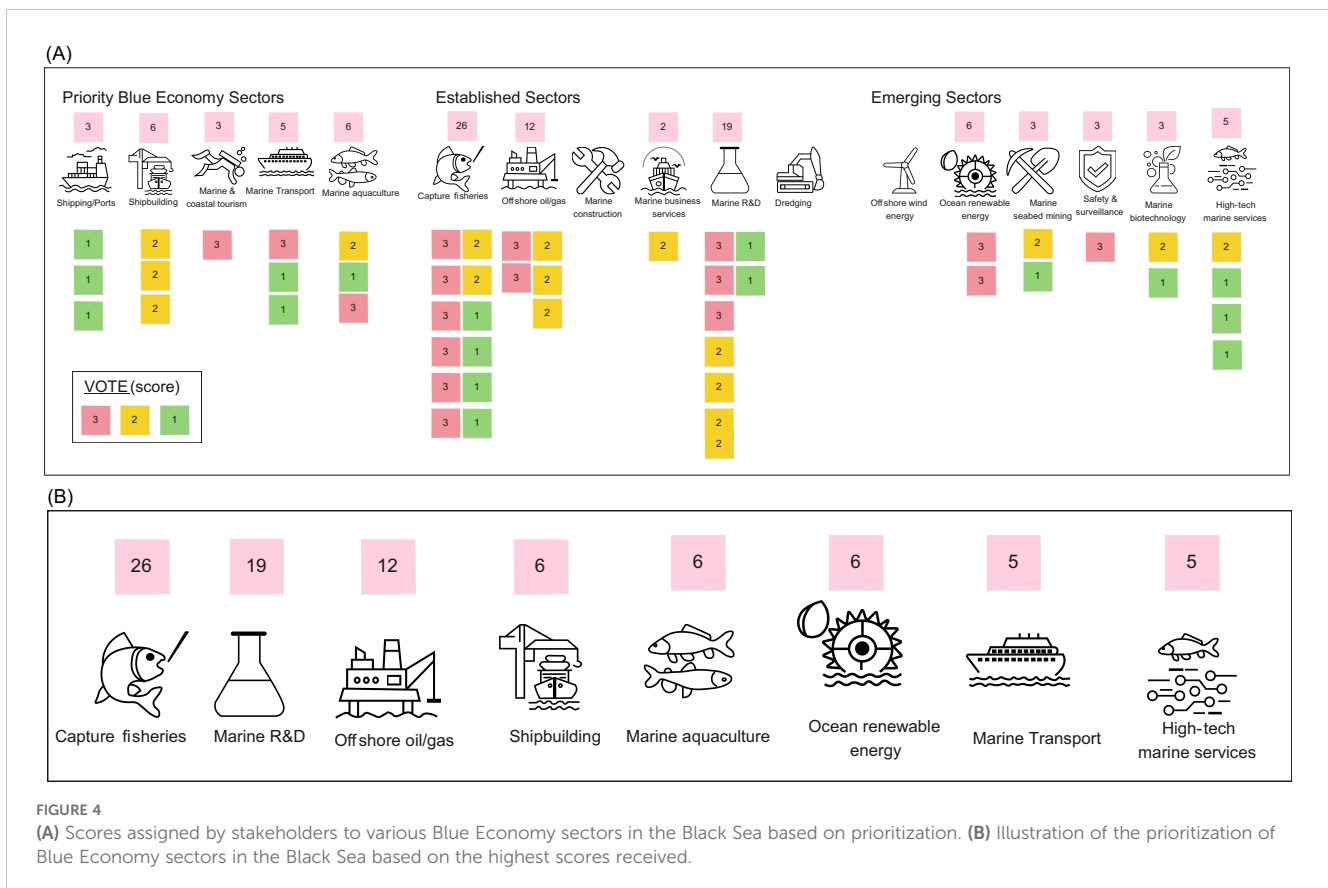 (A)
Priority Blue Economy Sectors
Established Sectors
Emerging Sectors
3 6 3 5 6 26 12 2 19 6 3 3 3 5
Shipping/Ports
Shipbuilding
Marine &
coastal tourism
Marine Transport
Marine aquaculture
Capture fisheries
Offshore oil/gas
Marine
construction
Marine business
services
Marine R&D
Dredging
Offshore wind
energy
Ocean renewable
energy
Marine
seabed mining
Safety &
surveillance
Marine
biotechnology
High-tech
marine services
1 2 3 3 2 3 2 3 2 2 3 1 3 2 3 2 2
1 2 1 1 3 2 3 2 3 1 3 1 1 1
1 2 1 3 3 1 2 3 1
3 1 2 1
3 1 2
3 1 2
2
VOTE (score)
3 2 1
(B)
26 19 12 6 6 6 5 5
Capture fisheries
Marine R&D
Offshore oil/gas
Shipbuilding
Marine aquaculture
Ocean renewable
energy
Marine Transport
High-tech
marine services
FIGURE 4
(A) Scores assigned by stakeholders to various Blue Economy sectors in the Black Sea based on prioritization. (B) Illustration of the prioritization of
Blue Economy sectors in the Black Sea based on the highest scores received.